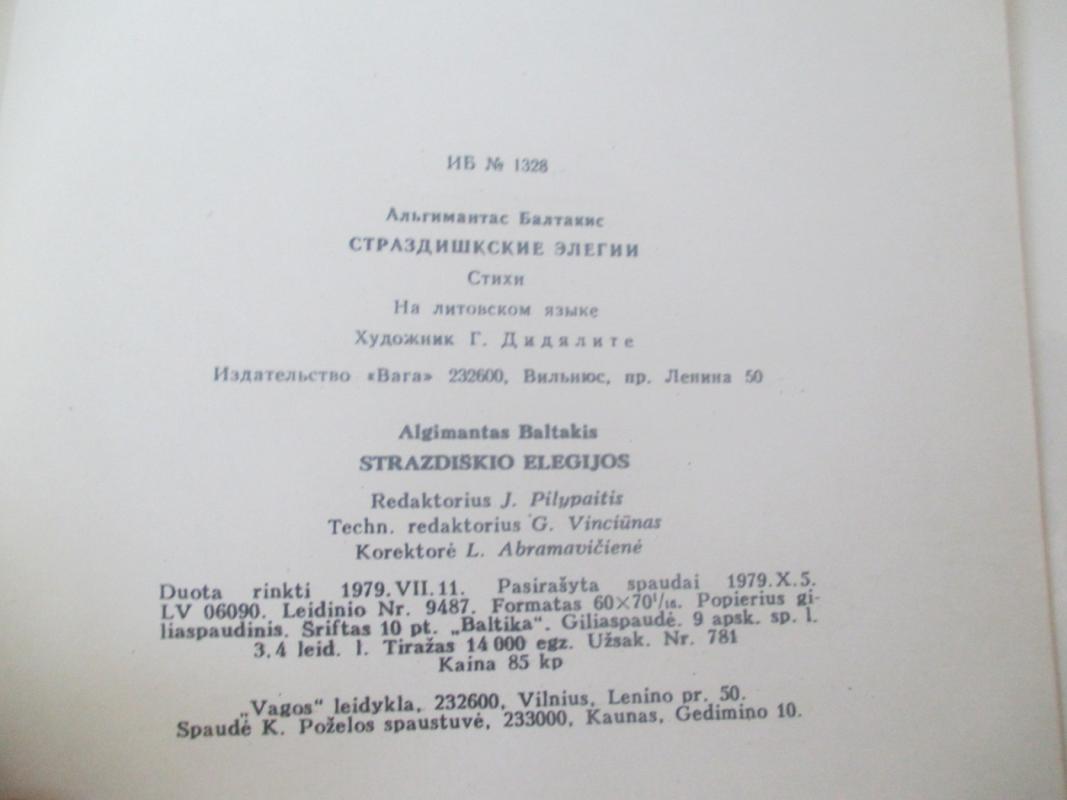 ИБ № 1328
Альгимантас Балтакис
СТРАЗДИШКСКИЕ ЭЛЕГИИ
Стихи
На литовском языке
Художник Г. Дидялите
Издательство «Вага» 232600, Вильнюс, пр. Ленина 50
Algimantas Baltakis
STRAZDIŠKIO ELEGIJOS
Redaktorius J. Pilypaitis
Techn. redaktorius G. Vinciūnas
Korektorė L. Abramavičienė
Duota rinkti 1979.VII.11. Pasirašyta spaudai 1979.X.5.
LV 06090. Leidinio Nr. 9487. Formatas 60×70¹/₁₆. Popierius gi-
liaspaudinis. Šriftas 10 pt. „Baltika“. Giliaspaudė. 9 apsk. sp. l.
3,4 leid. l. Tiražas 14 000 egz. Užsak. Nr. 781
Kaina 85 kp
„Vagos“ leidykla, 232600, Vilnius, Lenino pr. 50.
Spaudė K. Poželos spaustuvė, 233000, Kaunas, Gedimino 10.